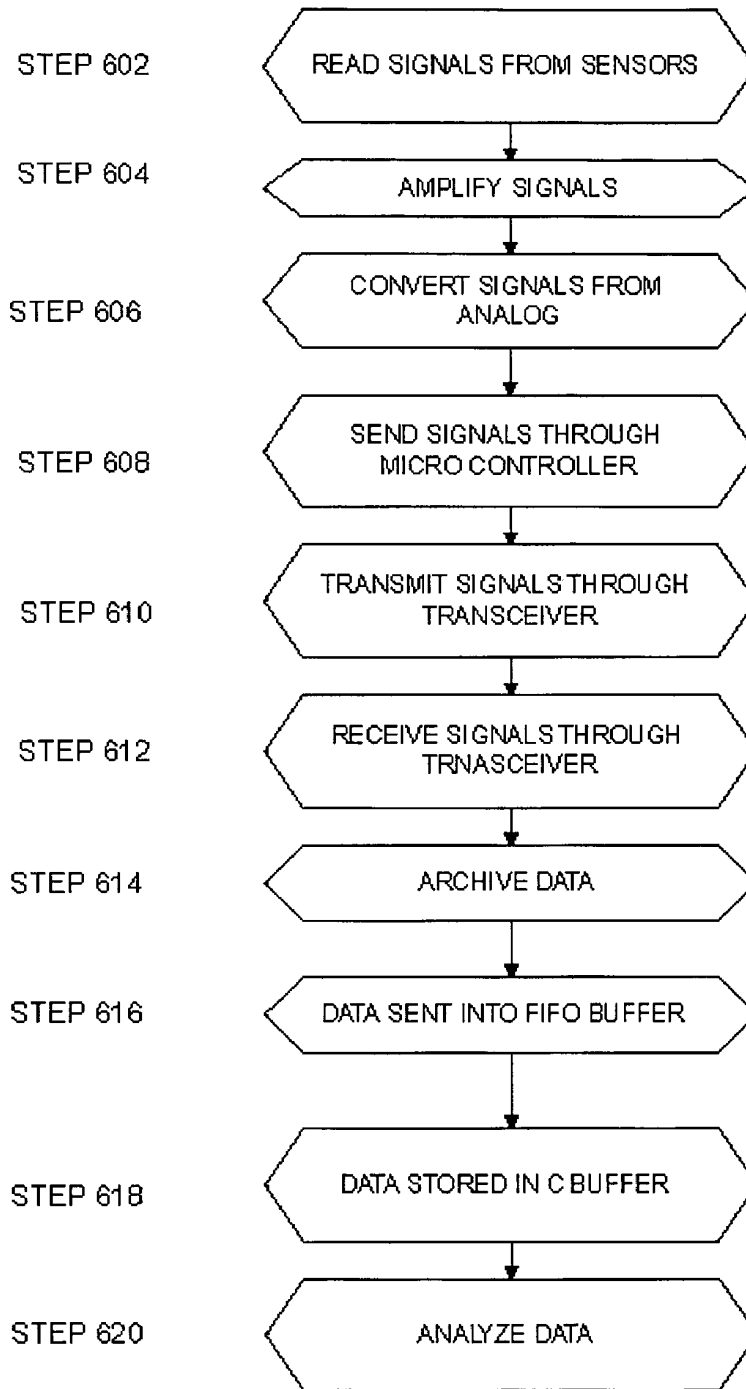 STEP 602
READ SIGNALS FROM SENSORS
STEP 604
AMPLIFY SIGNALS
STEP 606
CONVERT SIGNALS FROM
ANALOG
STEP 608
SEND SIGNALS THROUGH
MICRO CONTROLLER
STEP 610
TRANSMIT SIGNALS THROUGH
TRANSCEIVER
STEP 612
RECEIVE SIGNALS THROUGH
TRNASCEIVER
STEP 614
ARCHIVE DATA
STEP 616
DATA SENT INTO FIFO BUFFER
STEP 618
DATA STORED IN C BUFFER
STEP 620
ANALYZE DATA